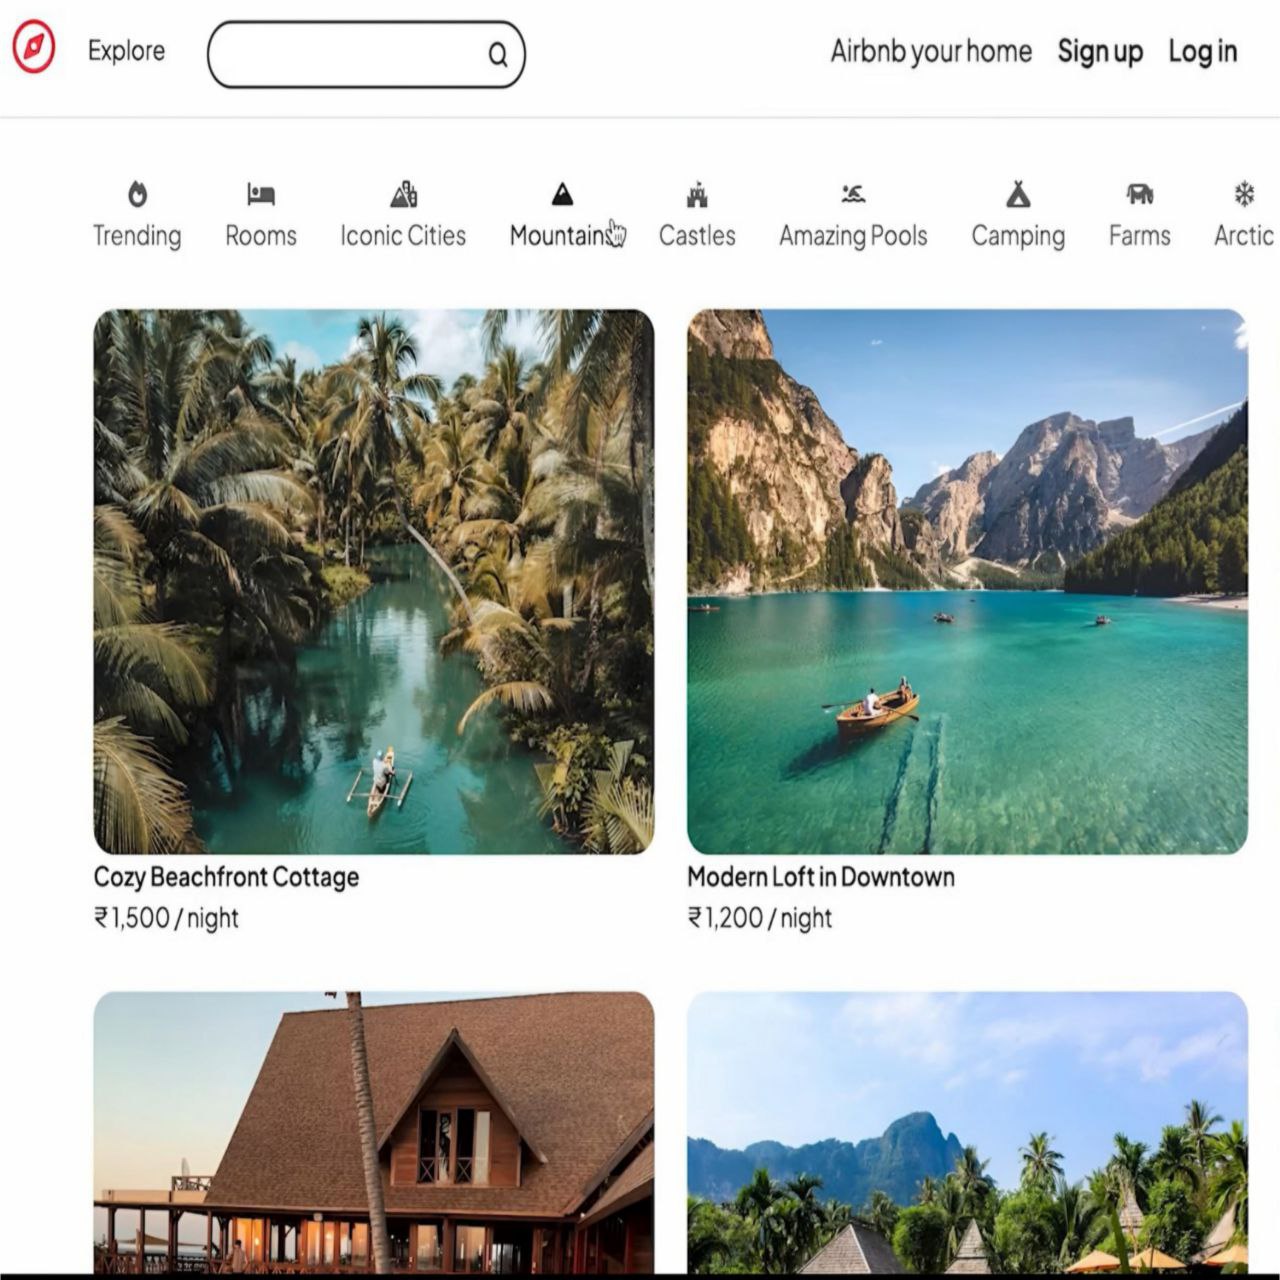 Explore
Airbnb your home Sign up Log in
Trending Rooms Iconic Cities Mountains Castles Amazing Pools Camping Farms Arctic
Cozy Beachfront Cottage
₹1,500 / night
Modern Loft in Downtown
₹1,200 / night